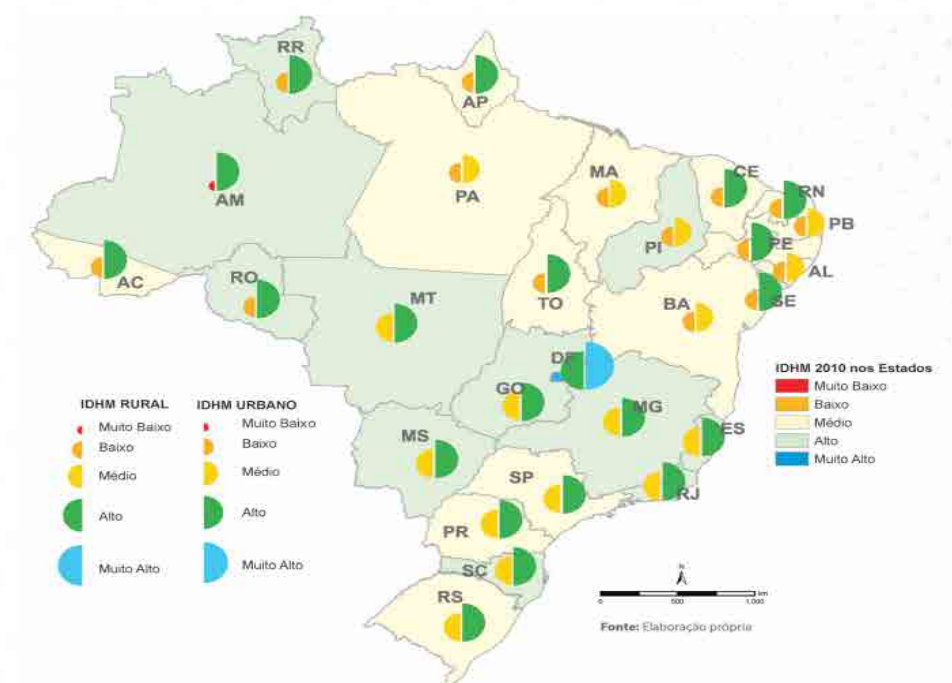 RR
AP
AM
PA
MA
CE
RN
PB
PI
PE
AL
SE
AC
RO
MT
TO
BA
DF
GO
MG
ES
MS
SP
RJ
PR
SC
RS
IDHM RURAL
Muito Baixo
Baixo
Médio
Alto
Muito Alto
IDHM URBANO
Muito Baixo
Baixo
Médio
Alto
Muito Alto
IDHM 2010 nos Estados
Muito Baixo
Baixo
Médio
Alto
Muito Alto
N
0 500 1.000 km
Fonte: Elaboração própria